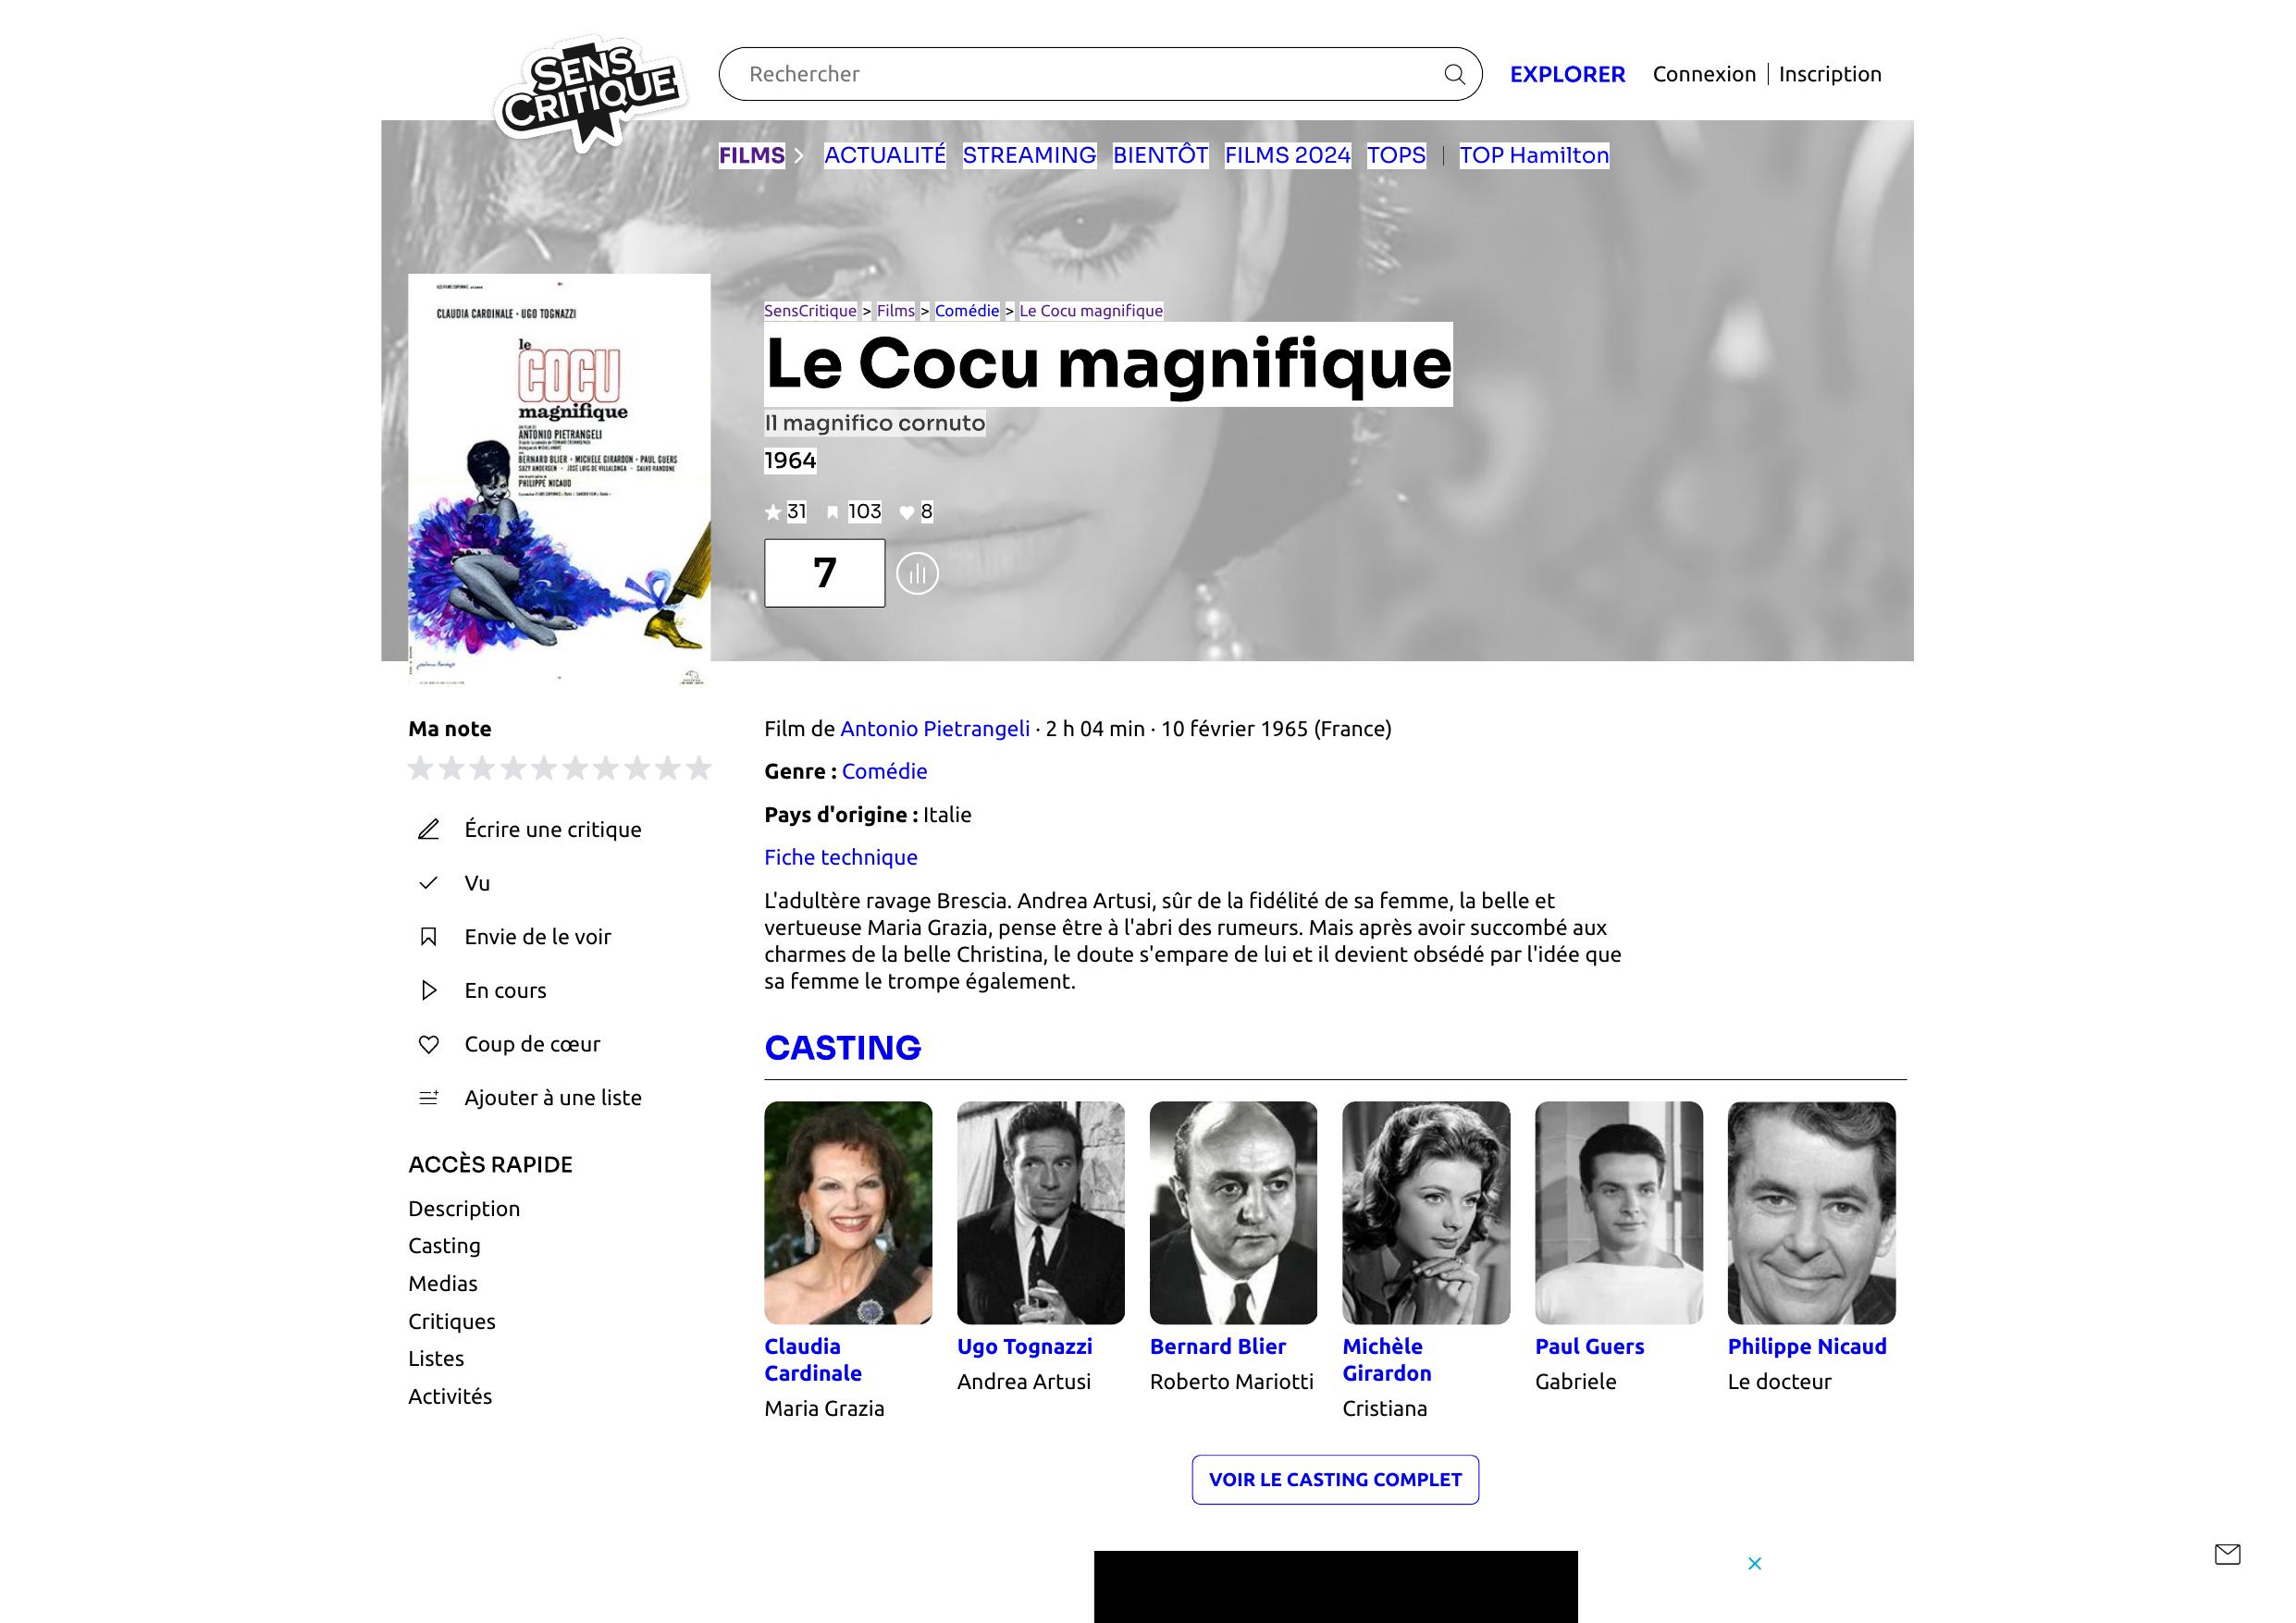 SENS
CRITIQUE
Rechercher
EXPLORER
Connexion
Inscription
FILMS
ACTUALITÉ
STREAMING
BIENTÔT
FILMS 2024
TOPS
TOP Hamilton
CLAUDIA CARDINALE · UGO TOGNAZZI
le
COCU
magnifique
ANTONIO PIETRANGELI
BERNARD BLIER · MICHELE GIRARDON · PAUL GUERS
SUZY ANDERSEN · JOSÉ LUIS DE VILLALONGA · SALVO RANDONE
PHILIPPE NICAUD
SensCritique > Films > Comédie > Le Cocu magnifique
Le Cocu magnifique
Il magnifico cornuto
1964
31 103 8
7
Ma note
Écrire une critique
Vu
Envie de le voir
En cours
Coup de cœur
Ajouter à une liste
ACCÈS RAPIDE
Description
Casting
Medias
Critiques
Listes
Activités
Film de Antonio Pietrangeli · 2 h 04 min · 10 février 1965 (France)
Genre : Comédie
Pays d'origine : Italie
Fiche technique
L'adultère ravage Brescia. Andrea Artusi, sûr de la fidélité de sa femme, la belle et
vertueuse Maria Grazia, pense être à l'abri des rumeurs. Mais après avoir succombé aux
charmes de la belle Christina, le doute s'empare de lui et il devient obsédé par l'idée que
sa femme le trompe également.
CASTING
Claudia
Cardinale
Maria Grazia
Ugo Tognazzi
Andrea Artusi
Bernard Blier
Roberto Mariotti
Michèle
Girardon
Cristiana
Paul Guers
Gabriele
Philippe Nicaud
Le docteur
VOIR LE CASTING COMPLET